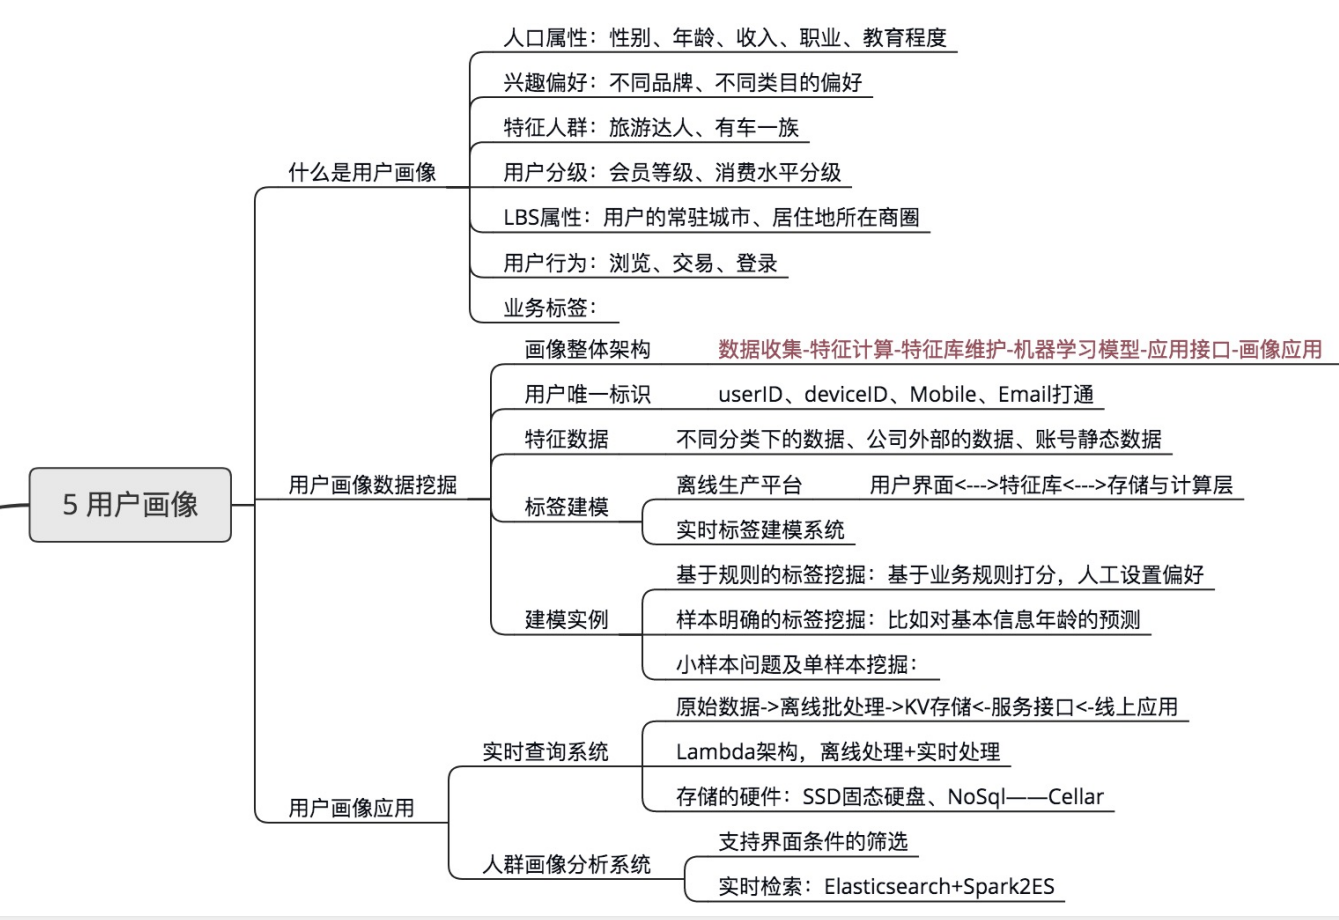 人口属性：性别、年龄、收入、职业、教育程度
兴趣偏好：不同品牌、不同类目的偏好
特征人群：旅游达人、有车一族
什么是用户画像
用户分级：会员等级、消费水平分级
LBS属性：用户的常驻城市、居住地所在商圈
用户行为：浏览、交易、登录
业务标签：
画像整体架构 数据收集-特征计算-特征库维护-机器学习模型-应用接口-画像应用
用户唯一标识 userID、deviceID、Mobile、Email打通
特征数据 不同分类下的数据、公司外部的数据、账号静态数据
用户画像数据挖掘
离线生产平台 用户界面<--->特征库<--->存储与计算层
标签建模
实时标签建模系统
5 用户画像
基于规则的标签挖掘：基于业务规则打分，人工设置偏好
建模实例
样本明确的标签挖掘：比如对基本信息年龄的预测
小样本问题及单样本挖掘：
原始数据->离线批处理->KV存储<-服务接口<-线上应用
实时查询系统
Lambda架构，离线处理+实时处理
存储的硬件：SSD固态硬盘、NoSql——Cellar
用户画像应用
支持界面条件的筛选
人群画像分析系统
实时检索：Elasticsearch+Spark2ES